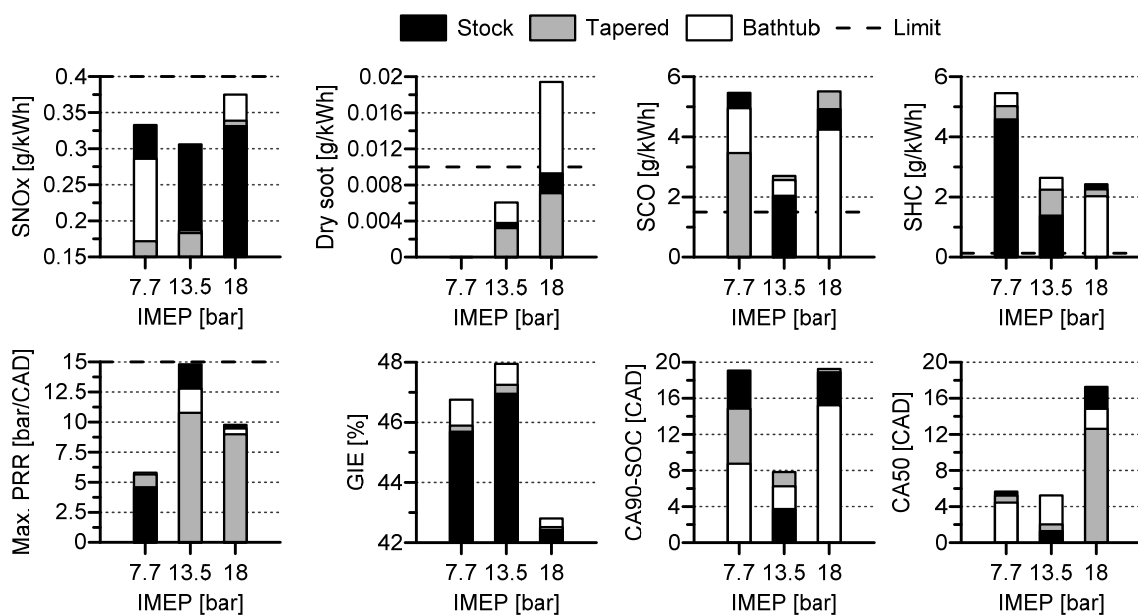 Stock Tapered Bathtub Limit
SNOx [g/kWh]
0.4
0.35
0.3
0.25
0.2
0.15
7.7 13.5 18
IMEP [bar]
Dry soot [g/kWh]
0.02
0.016
0.012
0.008
0.004
0
7.7 13.5 18
IMEP [bar]
SCO [g/kWh]
6
4
2
0
7.7 13.5 18
IMEP [bar]
SHC [g/kWh]
6
4
2
0
7.7 13.5 18
IMEP [bar]
Max. PRR [bar/CAD]
15
12.5
10
7.5
5
2.5
0
7.7 13.5 18
IMEP [bar]
GIE [%]
48
46
44
42
7.7 13.5 18
IMEP [bar]
CA90-SOC [CAD]
20
16
12
8
4
0
7.7 13.5 18
IMEP [bar]
CA50 [CAD]
20
16
12
8
4
0
7.7 13.5 18
IMEP [bar]